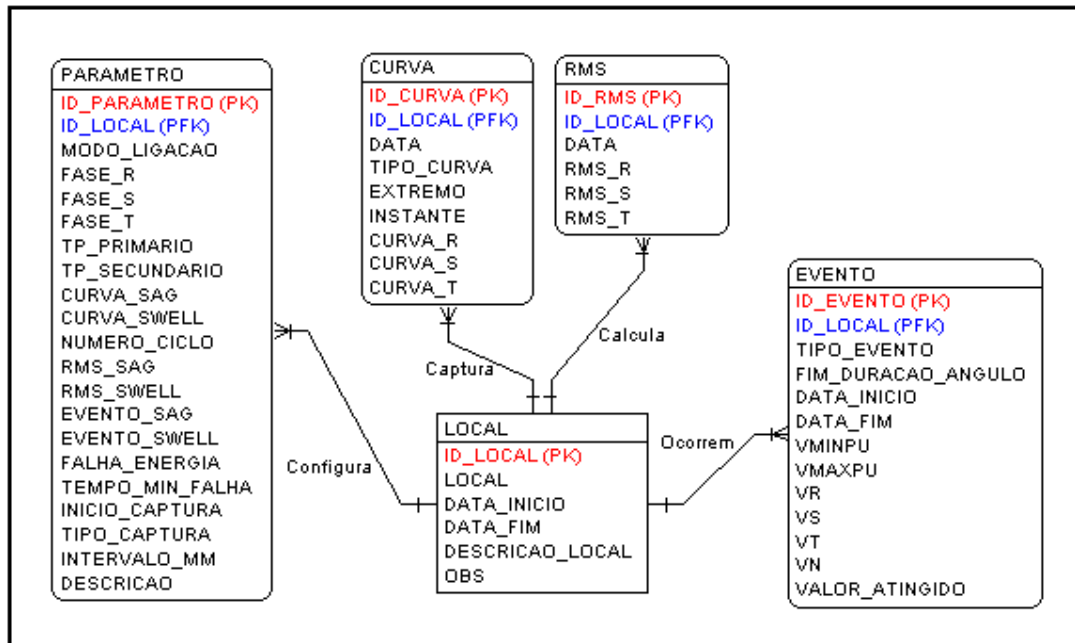 PARAMETRO
ID_PARAMETRO (PK)
ID_LOCAL (PFK)
MODO_LIGACAO
FASE_R
FASE_S
FASE_T
TP_PRIMARIO
TP_SECUNDARIO
CURVA_SAG
CURVA_SWELL
NUMERO_CICLO
RMS_SAG
RMS_SWELL
EVENTO_SAG
EVENTO_SWELL
FALHA_ENERGIA
TEMPO_MIN_FALHA
INICIO_CAPTURA
TIPO_CAPTURA
INTERVALO_MM
DESCRICAO
CURVA
ID_CURVA (PK)
ID_LOCAL (PFK)
DATA
TIPO_CURVA
EXTREMO
INSTANTE
CURVA_R
CURVA_S
CURVA_T
RMS
ID_RMS (PK)
ID_LOCAL (PFK)
DATA
RMS_R
RMS_S
RMS_T
Configura
Captura
Calcula
Ocorrem
LOCAL
ID_LOCAL (PK)
LOCAL
DATA_INICIO
DATA_FIM
DESCRICAO_LOCAL
OBS
EVENTO
ID_EVENTO (PK)
ID_LOCAL (PFK)
TIPO_EVENTO
FIM_DURACAO_ANGULO
DATA_INICIO
DATA_FIM
VMINPU
VMAXPU
VR
VS
VT
VN
VALOR_ATINGIDO